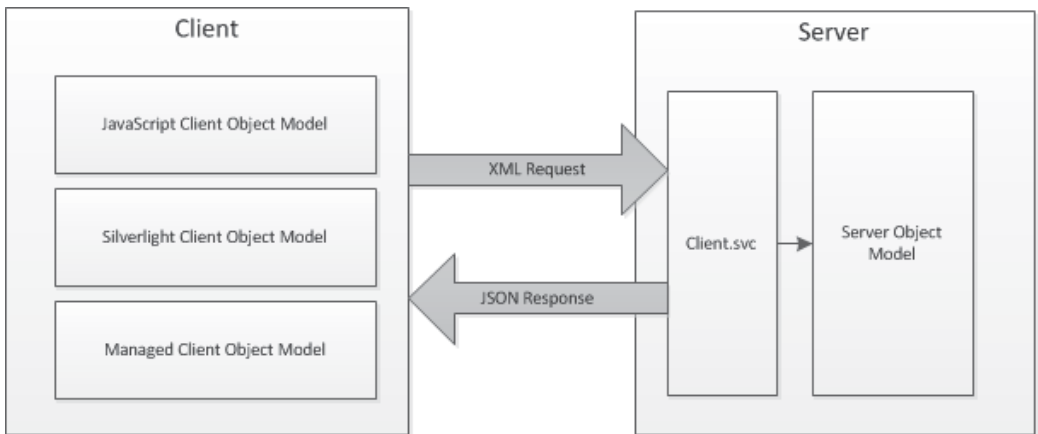 Client
JavaScript Client Object Model
Silverlight Client Object Model
Managed Client Object Model
XML Request
JSON Response
Server
Client.svc
Server Object
Model